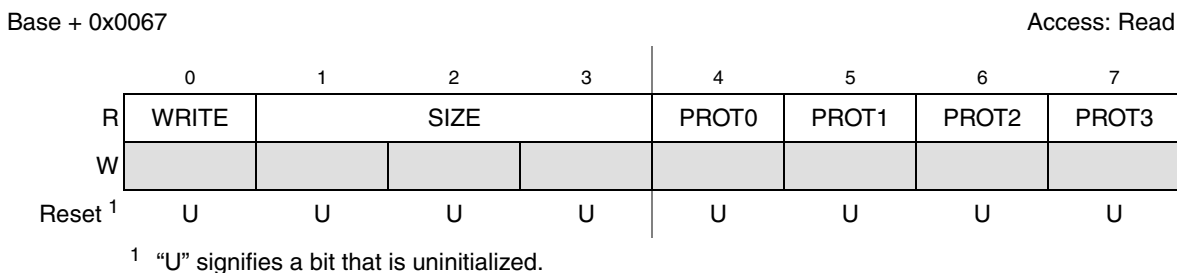 Base + 0x0067 Access: Read
0 1 2 3 4 5 6 7
R WRITE SIZE PROT0 PROT1 PROT2 PROT3
W
Reset 1 U U U U U U U U
1 “U” signifies a bit that is uninitialized.